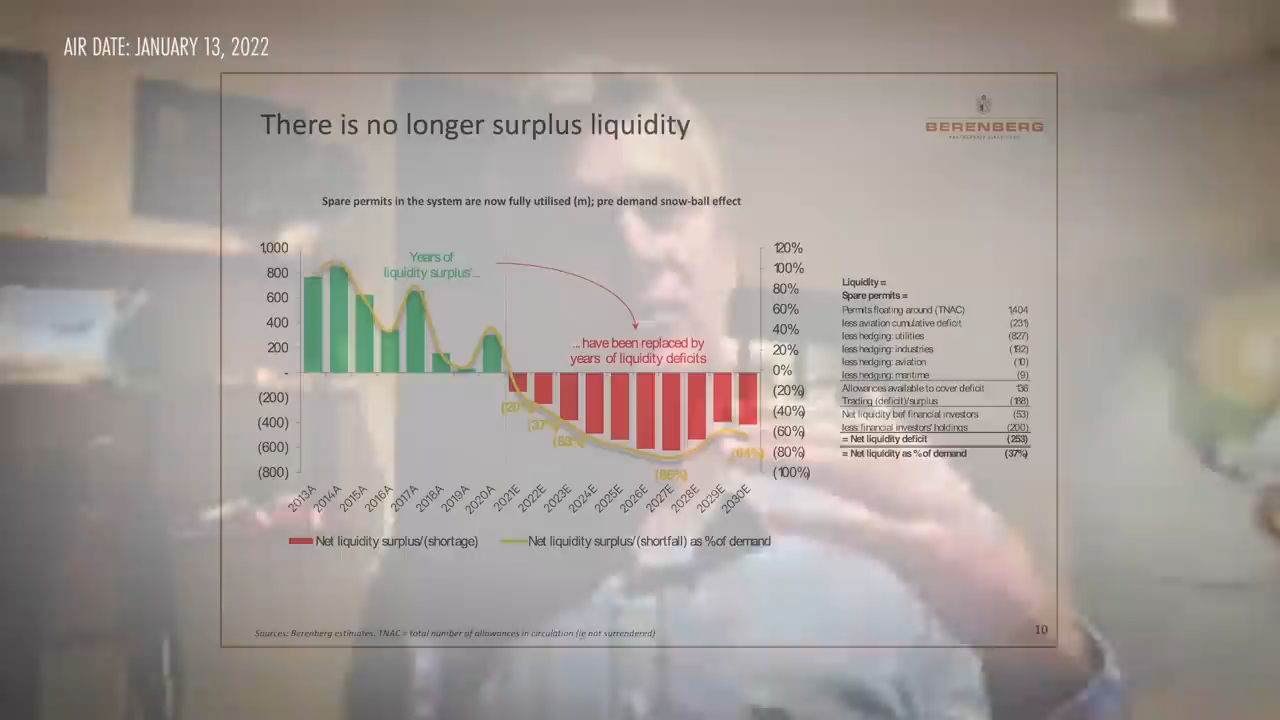 AIR DATE: JANUARY 13, 2022
There is no longer surplus liquidity
BERENBERG
Spare permits in the system are now fully utilised (m); pre demand snow-ball effect
1,000
800
600
400
200
-
(200)
(400)
(600)
(800)
120%
100%
80%
60%
40%
20%
0%
(20%)
(40%)
(60%)
(80%)
(100%)
Years of
liquidity surplus'...
...have been replaced by
years of liquidity deficits
(20%)
(37%)
(53%)
(86%)
(64%)
2013A 2014A 2015A 2016A 2017A 2018A 2019A 2020A 2021E 2022E 2023E 2024E 2025E 2026E 2027E 2028E 2029E 2030E
Net liquidity surplus/(shortage) Net liquidity surplus/(shortfall) as % of demand
Liquidity =
Spare permits =
Permits floating around (TNAC) 1,404
less aviation cumulative deficit (231)
less hedging: utilities (827)
less hedging: industries (192)
less hedging: aviation (10)
less hedging: maritime (9)
Allowances available to cover deficit 136
Trading (deficit)/surplus (188)
Net liquidity bef financial investors (53)
less: financial investors' holdings (200)
= Net liquidity deficit (253)
= Net liquidity as % of demand (37%)
Sources: Berenberg estimates. TNAC = total number of allowances in circulation (ie not surrendered)
10